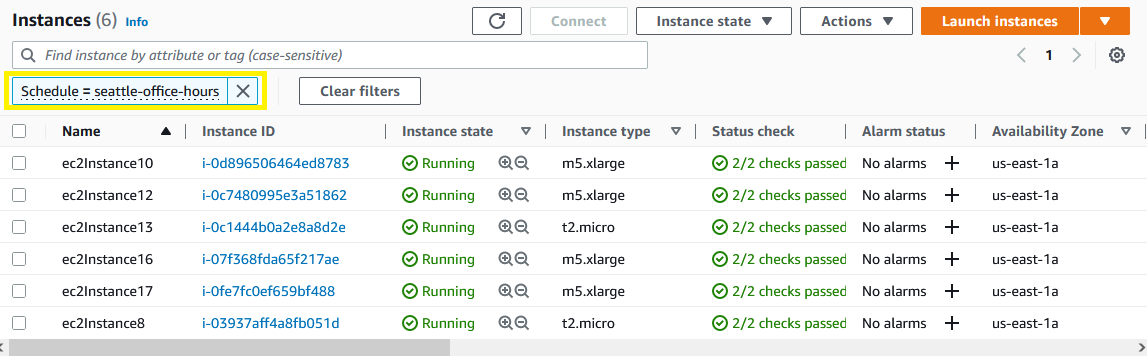 Instances (6) Info Connect Instance state Actions Launch instances
Find instance by attribute or tag (case-sensitive) 1
Schedule = seattle-office-hours Clear filters
Name Instance ID Instance state Instance type Status check Alarm status Availability Zone
ec2Instance10 i-0d896506464ed8783 Running m5.xlarge 2/2 checks passed No alarms us-east-1a
ec2Instance12 i-0c7480995e3a51862 Running m5.xlarge 2/2 checks passed No alarms us-east-1a
ec2Instance13 i-0c1444b0a2e8a8d2e Running t2.micro 2/2 checks passed No alarms us-east-1a
ec2Instance16 i-07f368fda65f217ae Running m5.xlarge 2/2 checks passed No alarms us-east-1a
ec2Instance17 i-0fe7fc0ef659bf488 Running m5.xlarge 2/2 checks passed No alarms us-east-1a
ec2Instance8 i-03937aff4a8fb051d Running t2.micro 2/2 checks passed No alarms us-east-1a